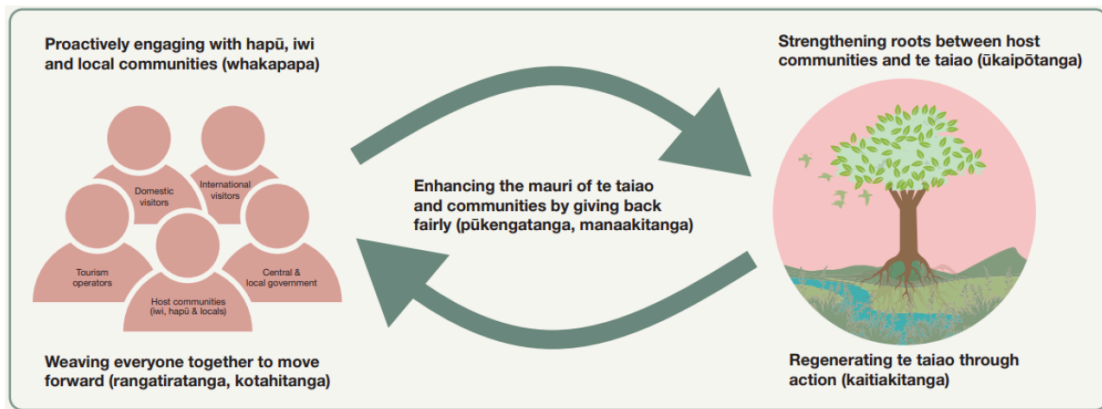 Proactively engaging with hapū, iwi
and local communities (whakapapa)
Domestic
visitors
International
visitors
Tourism
operators
Central &
local government
Host communities
(iwi, hapū & locals)
Weaving everyone together to move
forward (rangatiratanga, kotahitanga)
Enhancing the mauri of te taiao
and communities by giving back
fairly (pūkengatanga, manaakitanga)
Strengthening roots between host
communities and te taiao (ūkaipōtanga)
Regenerating te taiao through
action (kaitiakitanga)